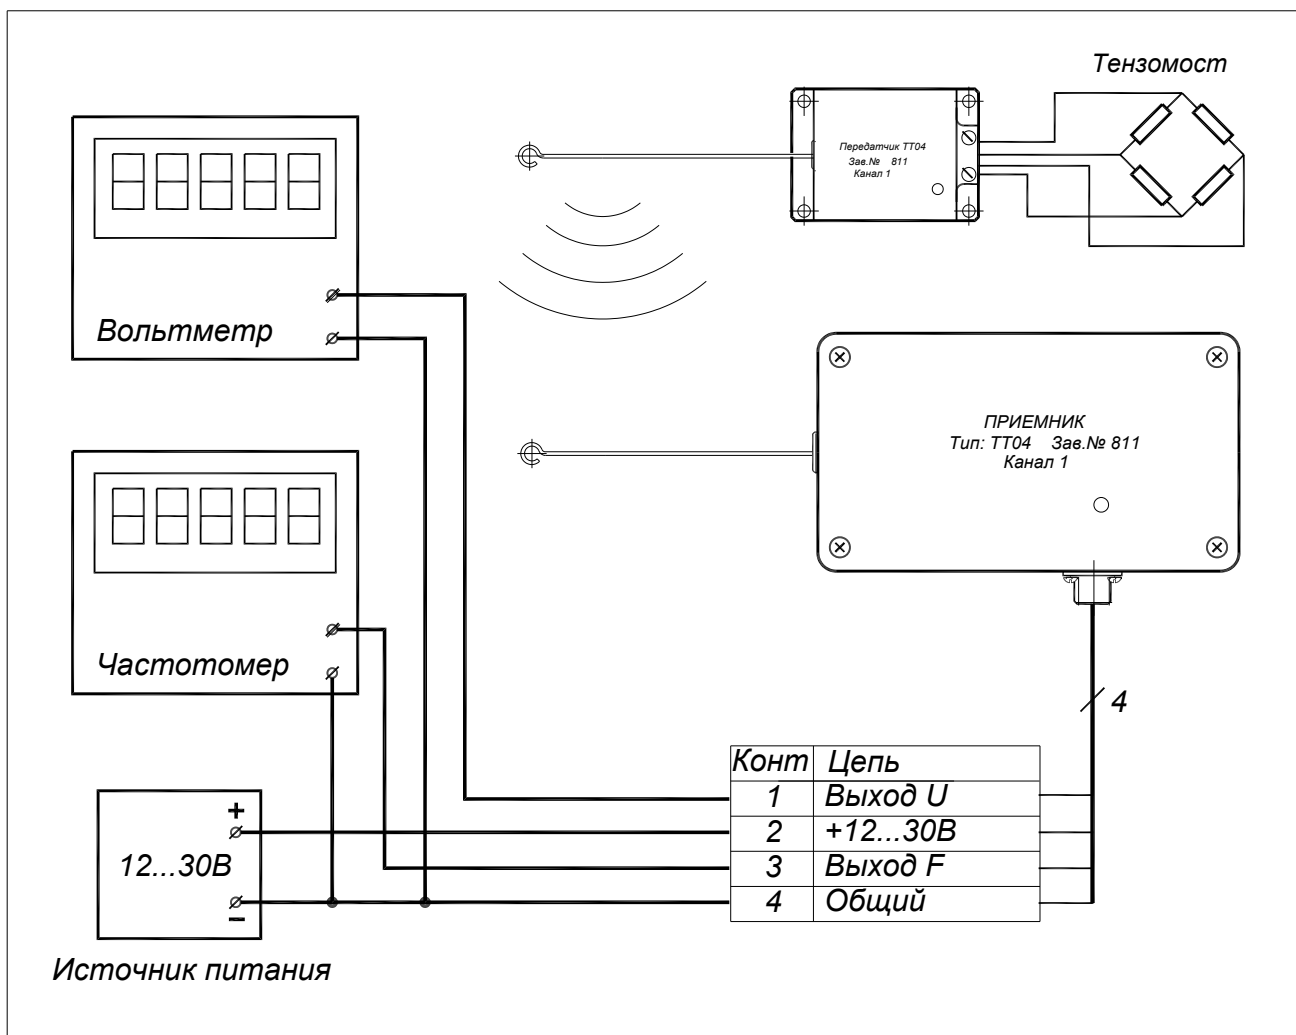 Тензомост
Передатчик ТТ04
Зав.№ 811
Канал 1
Вольтметр
ПРИЕМНИК
Тип: ТТ04 Зав.№ 811
Канал 1
Частотомер
4
Конт Цепь
1 Выход U
2 +12...30В
3 Выход F
4 Общий
+
12...30В
–
Источник питания